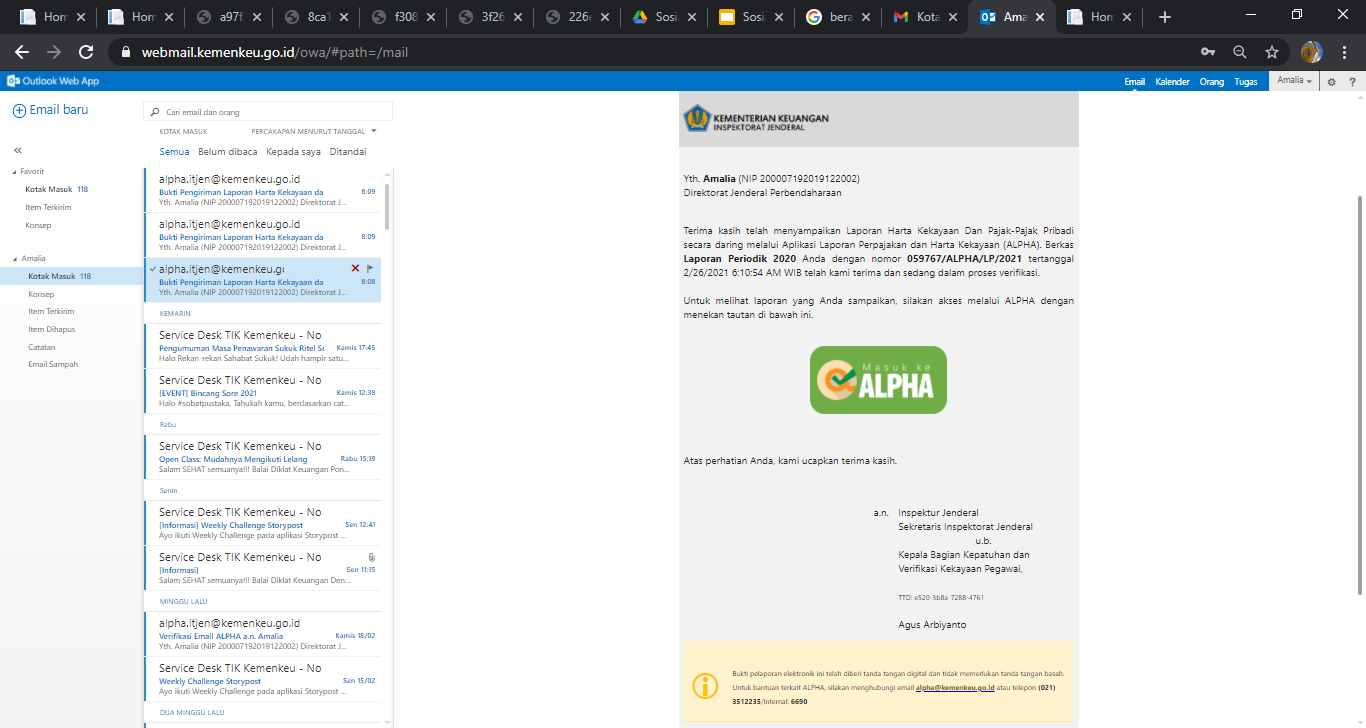 Hom
Hom
a97f
8ca1
f308
3f26
226e
Sosi
Sosi
bera
Kota
Ama
Hom
webmail.kemenkeu.go.id/owa/#path=/mail
Outlook Web App
Email Kalender Orang Tugas Amalia ?
Email baru
Cari email dan orang
KOTAK MASUK PERCAKAPAN MENURUT TANGGAL
Semua Belum dibaca Kepada saya Ditandai
Favorit
Kotak Masuk 118
Item Terkirim
Konsep
Amalia
Kotak Masuk 118
Konsep
Item Terkirim
Item Dihapus
Catatan
Email Sampah
alpha.itjen@kemenkeu.go.id
Bukti Pengiriman Laporan Harta Kekayaan da 8:09
Yth. Amalia (NIP 200007192019122002) Direktorat J...
alpha.itjen@kemenkeu.go.id
Bukti Pengiriman Laporan Harta Kekayaan da 8:09
Yth. Amalia (NIP 200007192019122002) Direktorat J...
alpha.itjen@kemenkeu.gc
Bukti Pengiriman Laporan Harta Kekayaan da 8:08
Yth. Amalia (NIP 200007192019122002) Direktorat J...
KEMARIN
Service Desk TIK Kemenkeu - No
Pengumuman Masa Penawaran Sukuk Ritel Se Kamis 17:45
Halo Rekan-rekan Sahabat Sukuk! Udah hampir satu...
Service Desk TIK Kemenkeu - No
[EVENT] Bincang Sore 2021 Kamis 12:38
Halo #sobatpustaka, Tahukah kamu, berdasarkan cat...
Rabu
Service Desk TIK Kemenkeu - No
Open Class: Mudahnya Mengikuti Lelang Rabu 15:19
Salam SEHAT semuanya!!! Balai Diklat Keuangan Pon...
Senin
Service Desk TIK Kemenkeu - No
[Informasi] Weekly Challenge Storypost Sen 12:41
Ayo ikuti Weekly Challenge pada aplikasi Storypost ...
Service Desk TIK Kemenkeu - No
[Informasi] Sen 11:15
Salam SEHAT semuanya!!! Balai Diklat Keuangan Den...
MINGGU LALU
alpha.itjen@kemenkeu.go.id
Verifikasi Email ALPHA a.n. Amalia Kamis 18/02
Yth. Amalia (NIP 200007192019122002) Direktorat J...
Service Desk TIK Kemenkeu - No
Weekly Challenge Storypost Sen 15/02
Ayo ikuti Weekly Challenge pada aplikasi Storypost ...
DUA MINGGU LALU
KEMENTERIAN KEUANGAN
INSPEKTORAT JENDERAL
Yth. Amalia (NIP 200007192019122002)
Direktorat Jenderal Perbendaharaan
Terima kasih telah menyampaikan Laporan Harta Kekayaan Dan Pajak-Pajak Pribadi
secara daring melalui Aplikasi Laporan Perpajakan dan Harta Kekayaan (ALPHA). Berkas
Laporan Periodik 2020 Anda dengan nomor 059767/ALPHA/LP/2021 tertanggal
2/26/2021 6:10:54 AM WIB telah kami terima dan sedang dalam proses verifikasi.
Untuk melihat laporan yang Anda sampaikan, silakan akses melalui ALPHA dengan
menekan tautan di bawah ini.
Masuk ke
ALPHA
Atas perhatian Anda, kami ucapkan terima kasih.
a.n. Inspektur Jenderal
Sekretaris Inspektorat Jenderal
u.b.
Kepala Bagian Kepatuhan dan
Verifikasi Kekayaan Pegawai,
TTD: e520-3b8a-7288-4761
Agus Arbiyanto
Bukti pelaporan elektronik ini telah diberi tanda tangan digital dan tidak memerlukan tanda tangan basah.
Untuk bantuan terkait ALPHA, silakan menghubungi email alpha@kemenkeu.go.id atau telepon (021)
3512235/Internal: 6690